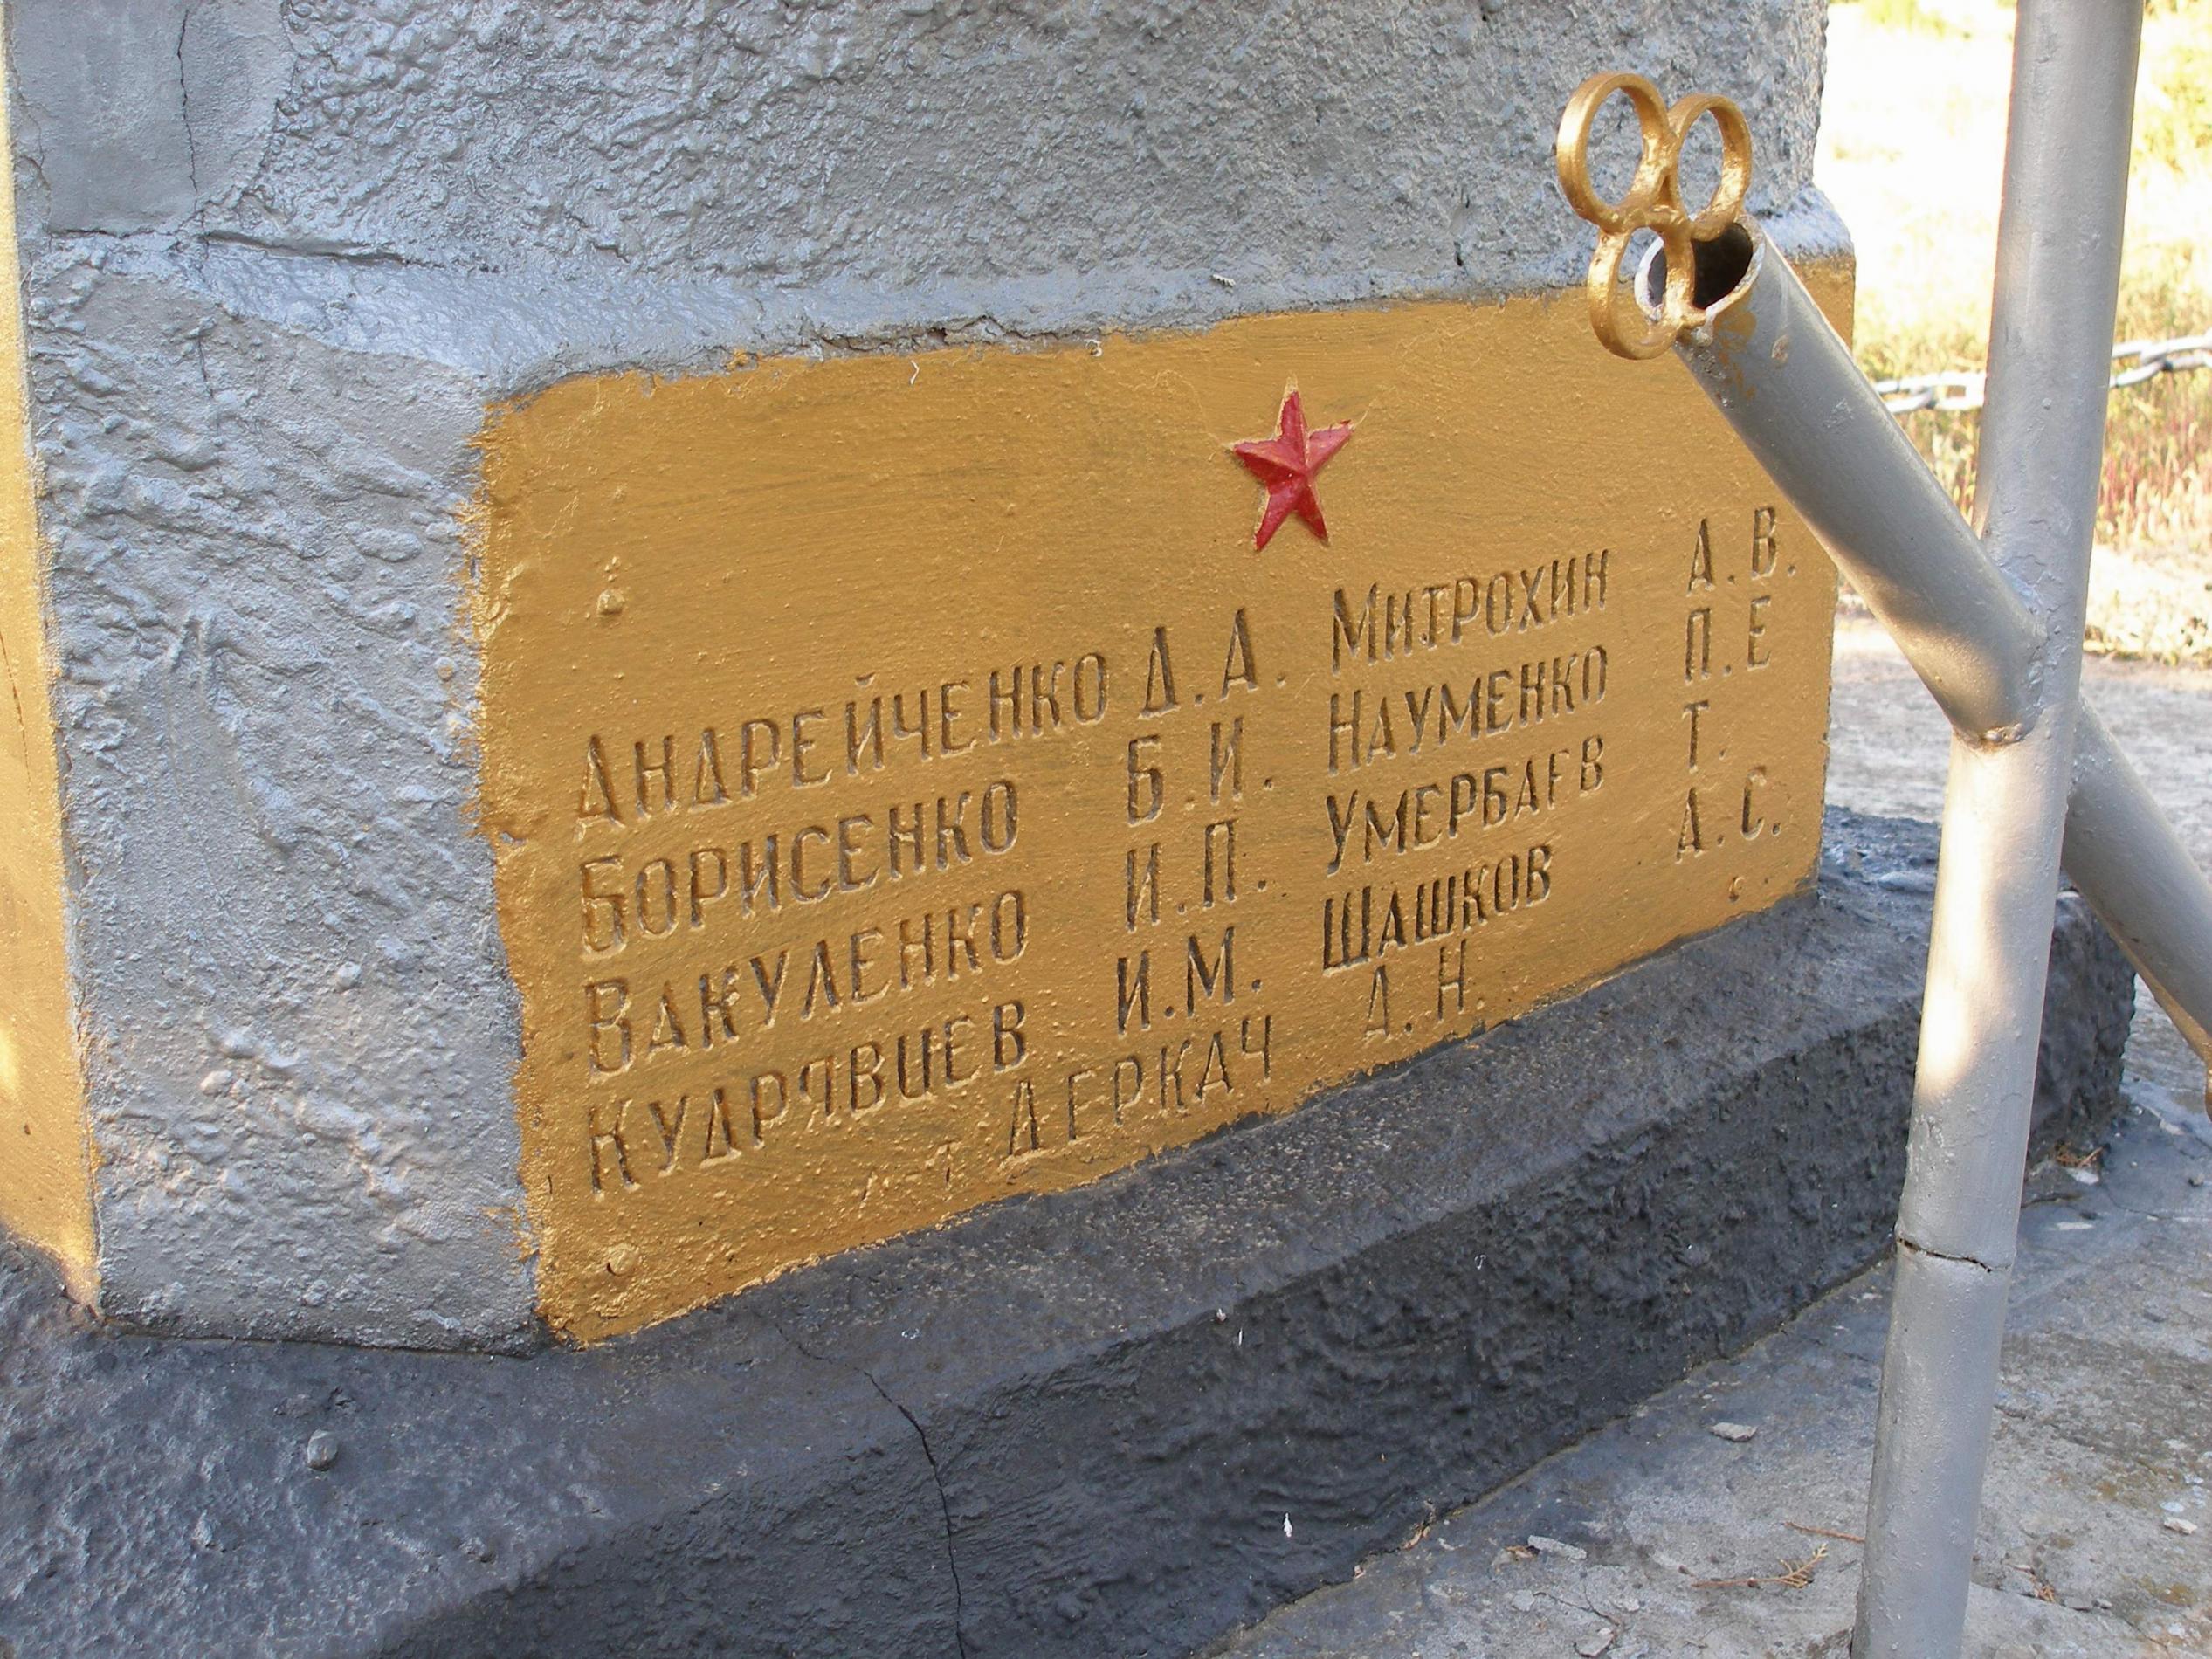 Андрейченко Д.А. Митрохин А.В.
Борисенко Б.И. Науменко П.Е
Вакуленко И.П. Умербаев Т.
Кудрявцев И.М. Шашков А.С.
л-т Деркач А.Н.